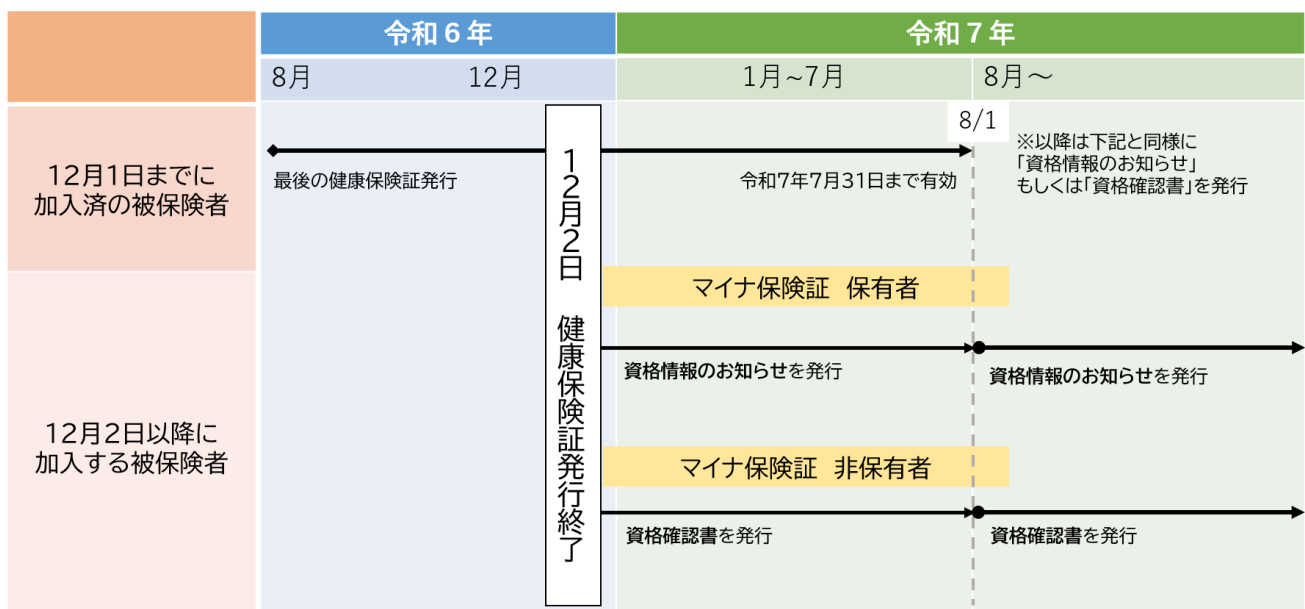 令和6年
令和7年
8月
12月
1月~7月
8月～
12月1日までに
加入済の被保険者
8/1
最後の健康保険証発行
令和7年7月31日まで有効
※以降は下記と同様に
「資格情報のお知らせ」
もしくは「資格確認書」を発行
12月2日 健康保険証発行終了
12月2日以降に
加入する被保険者
マイナ保険証 保有者
資格情報のお知らせを発行
資格情報のお知らせを発行
マイナ保険証 非保有者
資格確認書を発行
資格確認書を発行